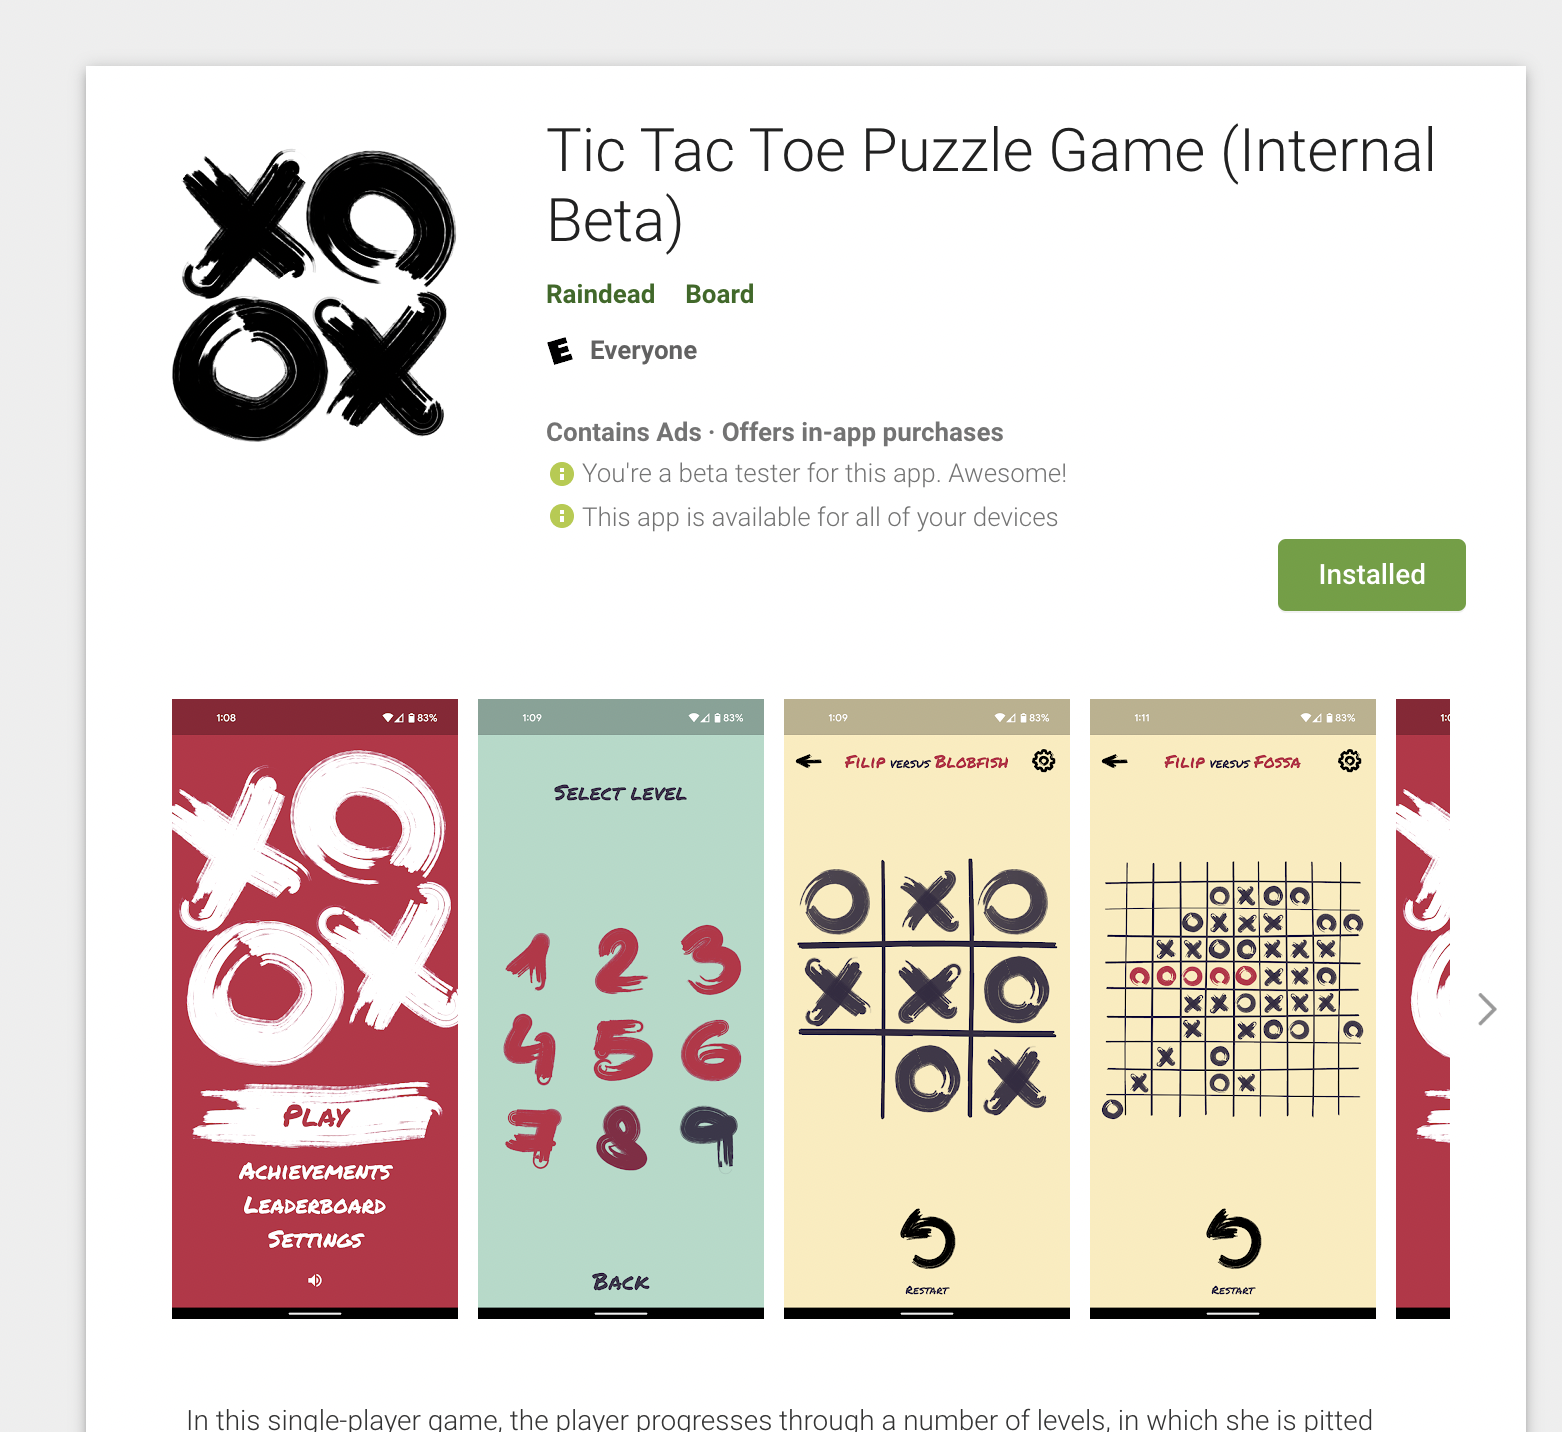 XO
OX
Tic Tac Toe Puzzle Game (Internal
Beta)
Raindead Board
E Everyone
Contains Ads · Offers in-app purchases
You're a beta tester for this app. Awesome!
This app is available for all of your devices
Installed
1:08 83%
XO
OX
PLAY
ACHIEVEMENTS
LEADERBOARD
SETTINGS
1:09 83%
SELECT LEVEL
1 2 3
4 5 6
7 8 9
BACK
1:09 83%
FILIP VERSUS BLOBFISH
O X O
X X O
O X
RESTART
1:11 83%
FILIP VERSUS FOSSA
O X O O
O X X X O O
X X O O X X X
O O O O O X X O
X X O X X X
X X O O O
X O
X O X
O
RESTART
In this single-player game, the player progresses through a number of levels, in which she is pitted